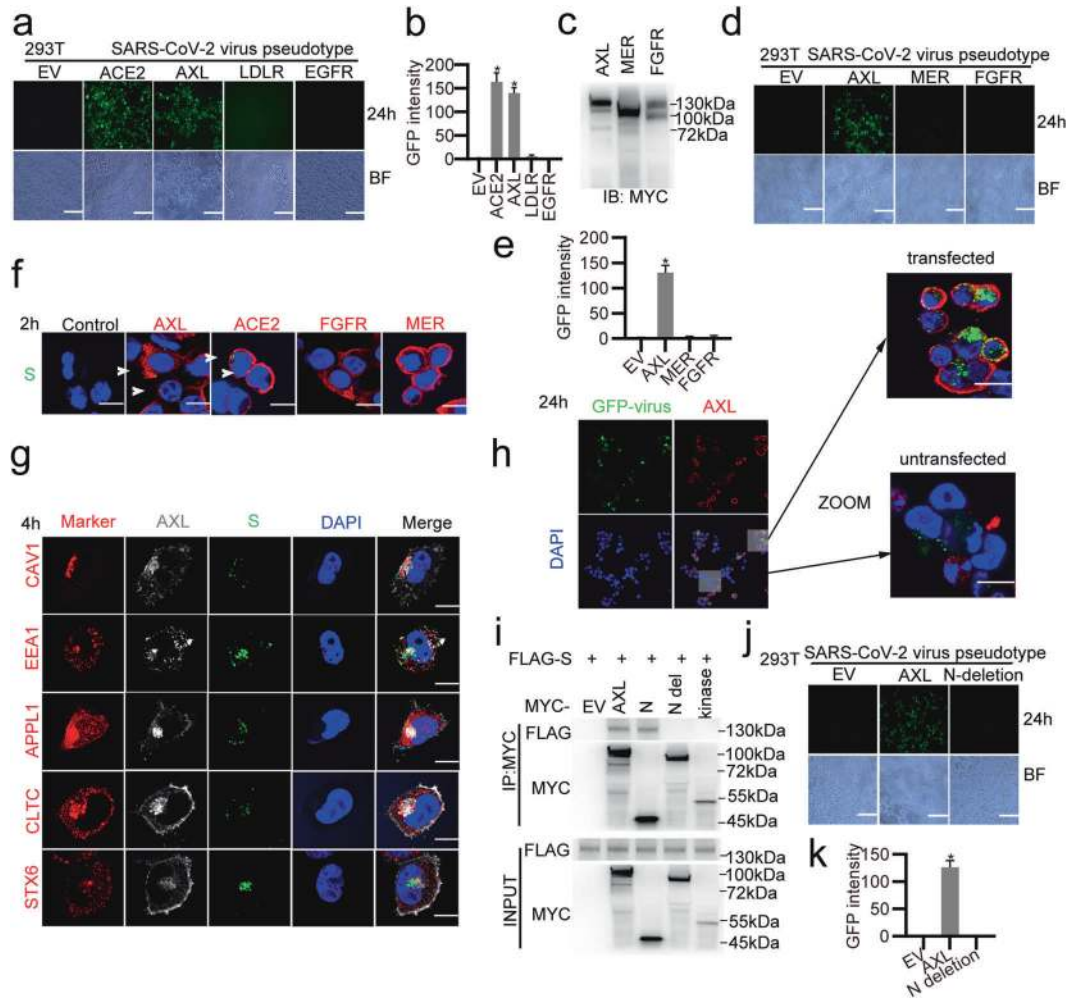 a
293T SARS-CoV-2 virus pseudotype
EV ACE2 AXL LDLR EGFR
24h
BF
b
GFP intensity
200
150
100
50
0
EV
ACE2
AXL
LDLR
EGFR
* *
c
AXL
MER
FGFR
130kDa
100kDa
72kDa
IB: MYC
d
293T SARS-CoV-2 virus pseudotype
EV AXL MER FGFR
24h
BF
e
GFP intensity
200
150
100
50
0
*
EV
AXL
MER
FGFR
f
2h
Control AXL ACE2 FGFR MER
S
g
4h
Marker AXL S DAPI Merge
CAV1
EEA1
APPL1
CLTC
STX6
h
24h
GFP-virus AXL
DAPI
transfected
untransfected
ZOOM
i
FLAG-S + + + + +
MYC- EV AXL N N del kinase
IP:MYC
FLAG
130kDa
MYC
100kDa
72kDa
55kDa
45kDa
INPUT
FLAG
130kDa
MYC
100kDa
72kDa
55kDa
45kDa
j
293T SARS-CoV-2 virus pseudotype
EV AXL N-deletion
24h
BF
k
GFP intensity
150
100
50
0
*
EV
AXL
N deletion